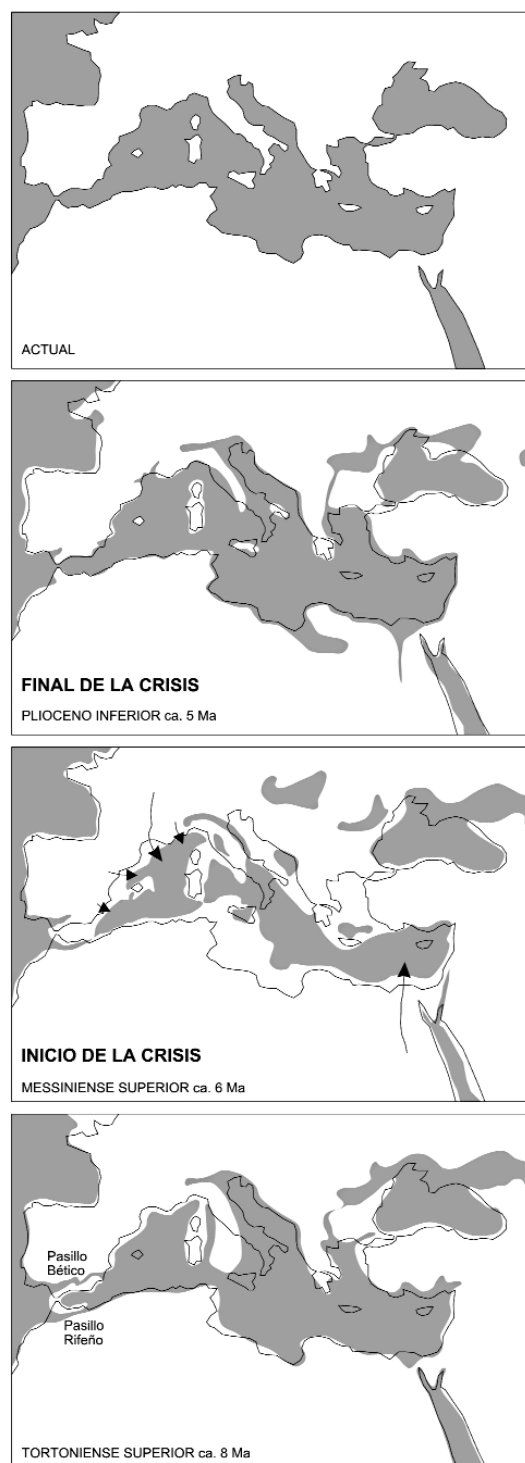 ACTUAL
FINAL DE LA CRISIS
PLIOCENO INFERIOR ca. 5 Ma
INICIO DE LA CRISIS
MESSINIENSE SUPERIOR ca. 6 Ma
Pasillo
Bético
Pasillo
Rifeño
TORTONIENSE SUPERIOR ca. 8 Ma